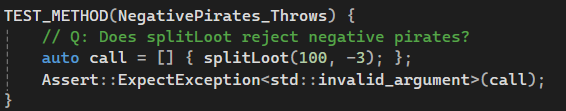 TEST_METHOD(NegativePirates_Throws) {
    // Q: Does splitLoot reject negative pirates?
    auto call = [] { splitLoot(100, -3); };
    Assert::ExpectException<std::invalid_argument>(call);
}